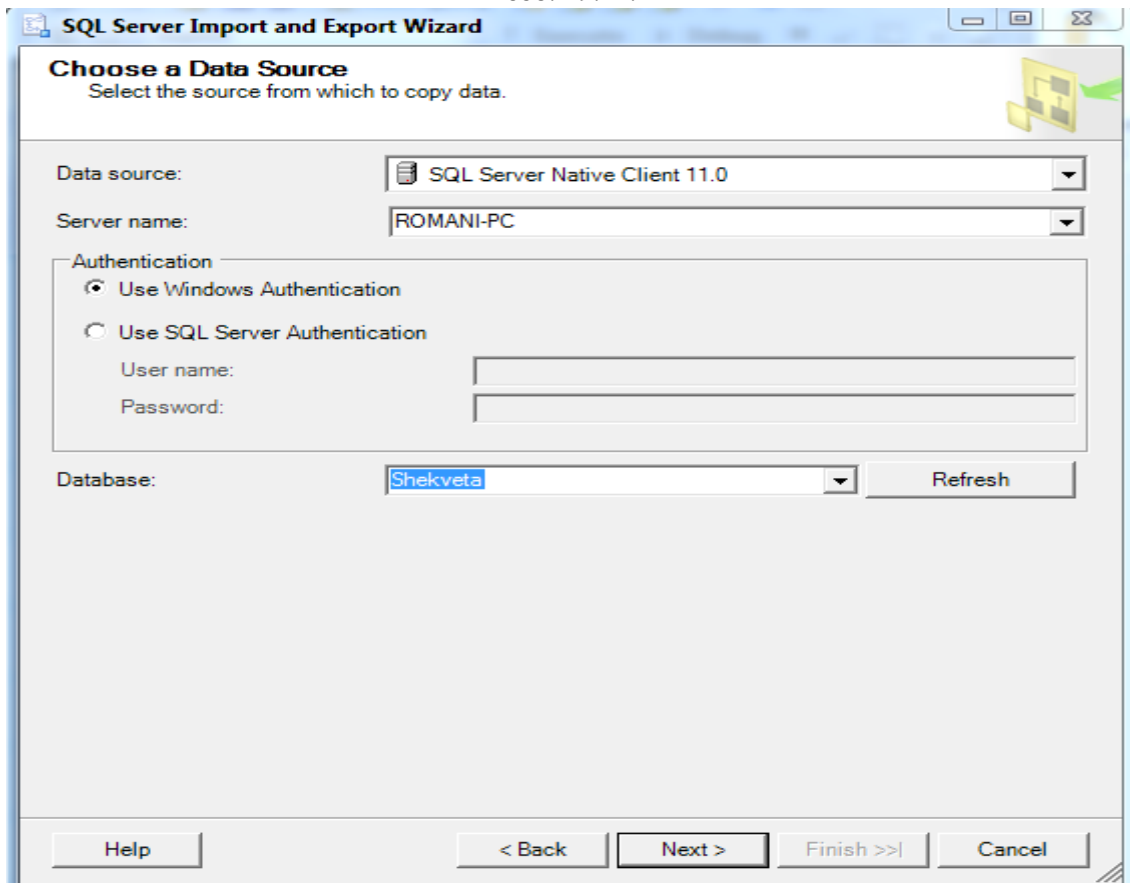 SQL Server Import and Export Wizard
Choose a Data Source
Select the source from which to copy data.
Data source: SQL Server Native Client 11.0
Server name: ROMANI-PC
Authentication
Use Windows Authentication
Use SQL Server Authentication
User name:
Password:
Database: Shekveta Refresh
Help < Back Next > Finish >>| Cancel